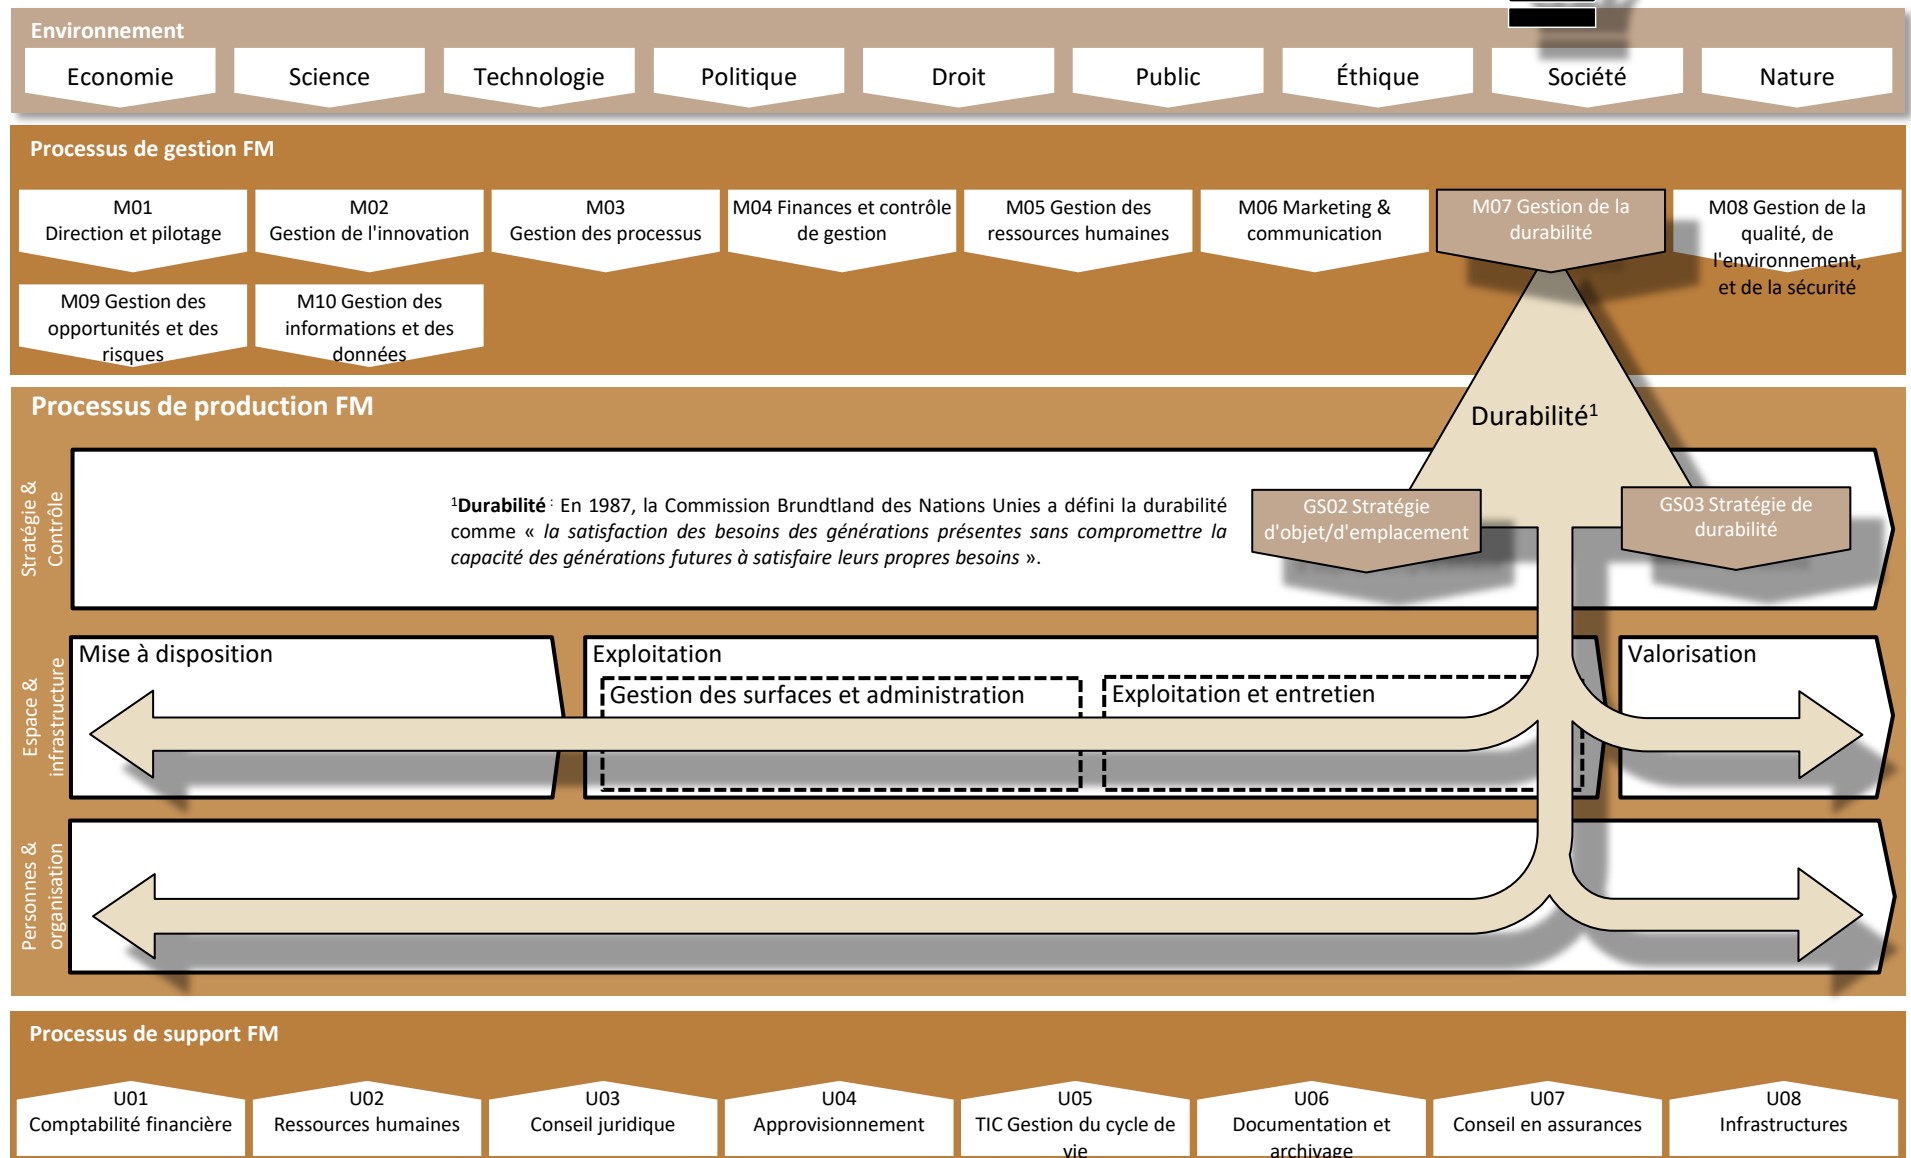 Environnement
Economie
Science
Technologie
Politique
Droit
Public
Éthique
Société
Nature
Processus de gestion FM
M01
Direction et pilotage
M02
Gestion de l'innovation
M03
Gestion des processus
M04 Finances et contrôle
de gestion
M05 Gestion des
ressources humaines
M06 Marketing &
communication
M07 Gestion de la
durabilité
M08 Gestion de la
qualité, de
l'environnement,
et de la sécurité
M09 Gestion des
opportunités et des
risques
M10 Gestion des
informations et des
données
Processus de production FM
Durabilité¹
Stratégie &
Contrôle
¹Durabilité : En 1987, la Commission Brundtland des Nations Unies a défini la durabilité
comme « la satisfaction des besoins des générations présentes sans compromettre la
capacité des générations futures à satisfaire leurs propres besoins ».
GS02 Stratégie
d'objet/d'emplacement
GS03 Stratégie de
durabilité
Espace &
infrastructure
Mise à disposition
Exploitation
Gestion des surfaces et administration
Exploitation et entretien
Valorisation
Personnes &
organisation
Processus de support FM
U01
Comptabilité financière
U02
Ressources humaines
U03
Conseil juridique
U04
Approvisionnement
U05
TIC Gestion du cycle de
vie
U06
Documentation et
archivage
U07
Conseil en assurances
U08
Infrastructures